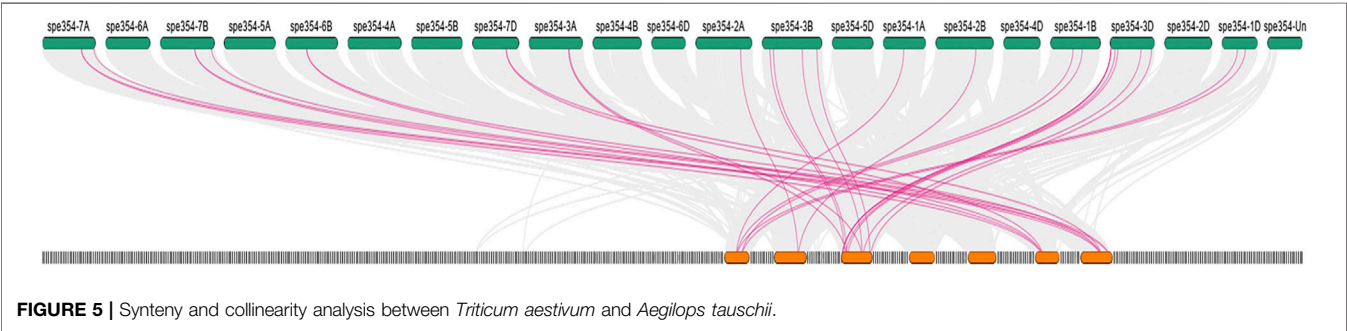 spe354-7A spe354-6A spe354-7B spe354-5A spe354-6B spe354-4A spe354-5B spe354-7D spe354-3A spe354-4B spe354-6D spe354-2A spe354-3B spe354-5D spe354-1A spe354-2B spe354-4D spe354-1B spe354-3D spe354-2D spe354-1D spe354-Un
FIGURE 5 | Synteny and collinearity analysis between Triticum aestivum and Aegilops tauschii.